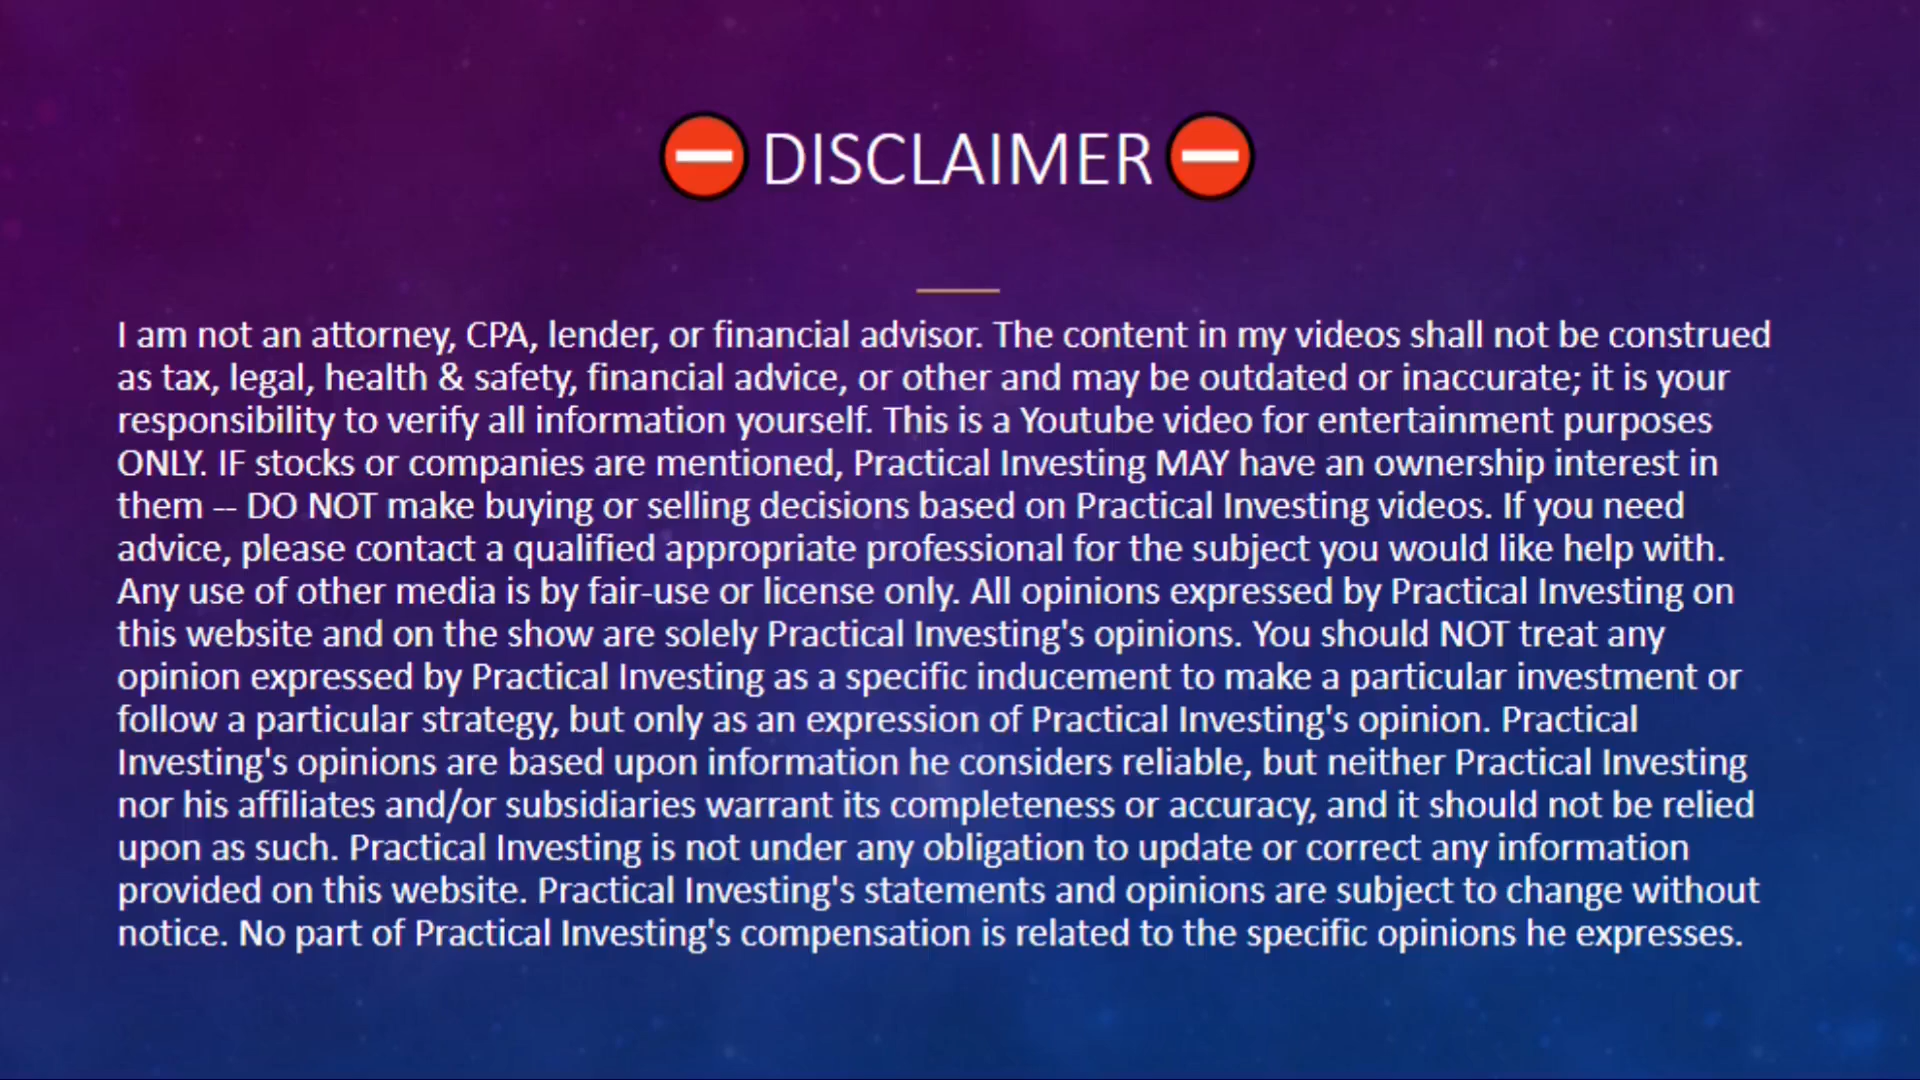 ⛔ DISCLAIMER ⛔
I am not an attorney, CPA, lender, or financial advisor. The content in my videos shall not be construed
as tax, legal, health & safety, financial advice, or other and may be outdated or inaccurate; it is your
responsibility to verify all information yourself. This is a Youtube video for entertainment purposes
ONLY. IF stocks or companies are mentioned, Practical Investing MAY have an ownership interest in
them -- DO NOT make buying or selling decisions based on Practical Investing videos. If you need
advice, please contact a qualified appropriate professional for the subject you would like help with.
Any use of other media is by fair-use or license only. All opinions expressed by Practical Investing on
this website and on the show are solely Practical Investing's opinions. You should NOT treat any
opinion expressed by Practical Investing as a specific inducement to make a particular investment or
follow a particular strategy, but only as an expression of Practical Investing's opinion. Practical
Investing's opinions are based upon information he considers reliable, but neither Practical Investing
nor his affiliates and/or subsidiaries warrant its completeness or accuracy, and it should not be relied
upon as such. Practical Investing is not under any obligation to update or correct any information
provided on this website. Practical Investing's statements and opinions are subject to change without
notice. No part of Practical Investing's compensation is related to the specific opinions he expresses.